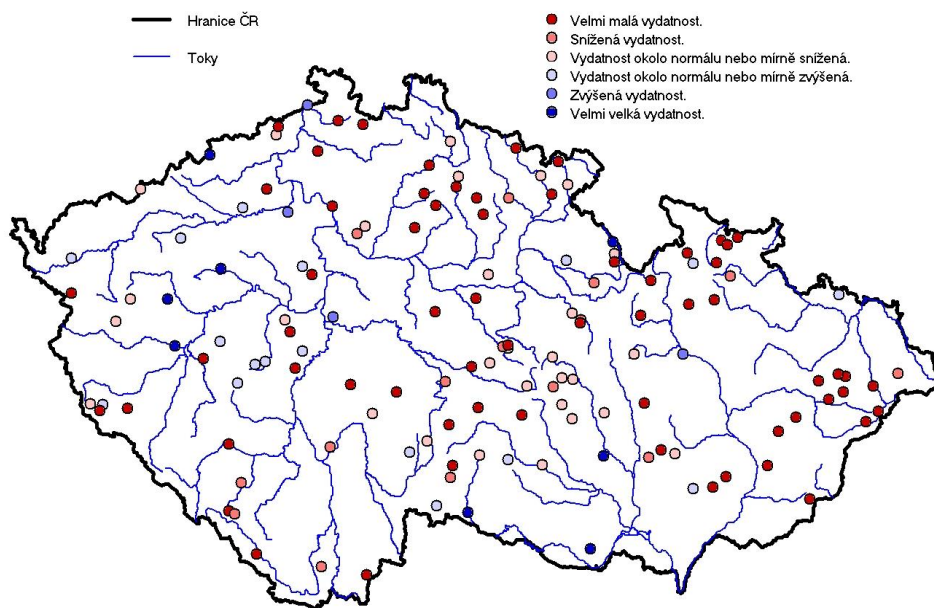 Hranice ČR
Toky
Velmi malá vydatnost.
Snížená vydatnost.
Vydatnost okolo normálu nebo mírně snížená.
Vydatnost okolo normálu nebo mírně zvýšená.
Zvýšená vydatnost.
Velmi velká vydatnost.